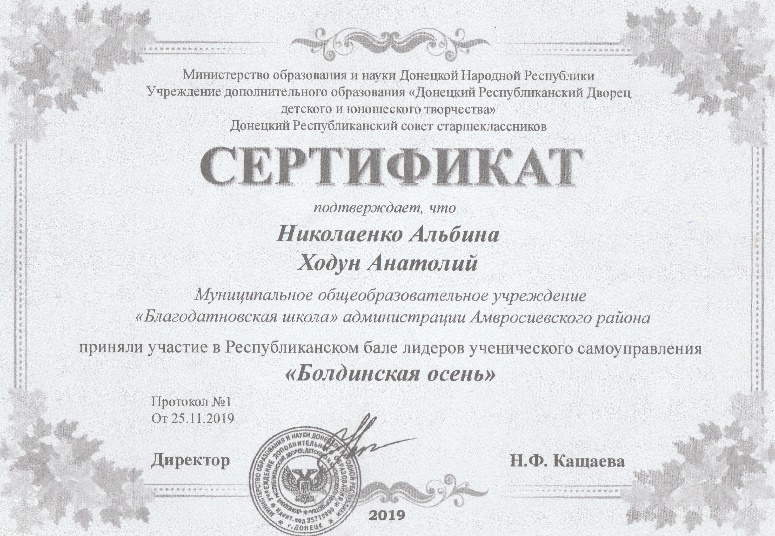 Министерство образования и науки Донецкой Народной Республики
Учреждение дополнительного образования «Донецкий Республиканский Дворец
детского и юношеского творчества»
Донецкий Республиканский совет старшеклассников
СЕРТИФИКАТ
подтверждает, что
Николаенко Альбина
Ходун Анатолий
Муниципальное общеобразовательное учреждение
«Благодатновская школа» администрации Амвросиевского района
приняли участие в Республиканском бале лидеров ученического самоуправления
«Болдинская осень»
Протокол №1
От 25.11.2019
Директор
Н.Ф. Кащаева
г. ДОНЕЦК
2019